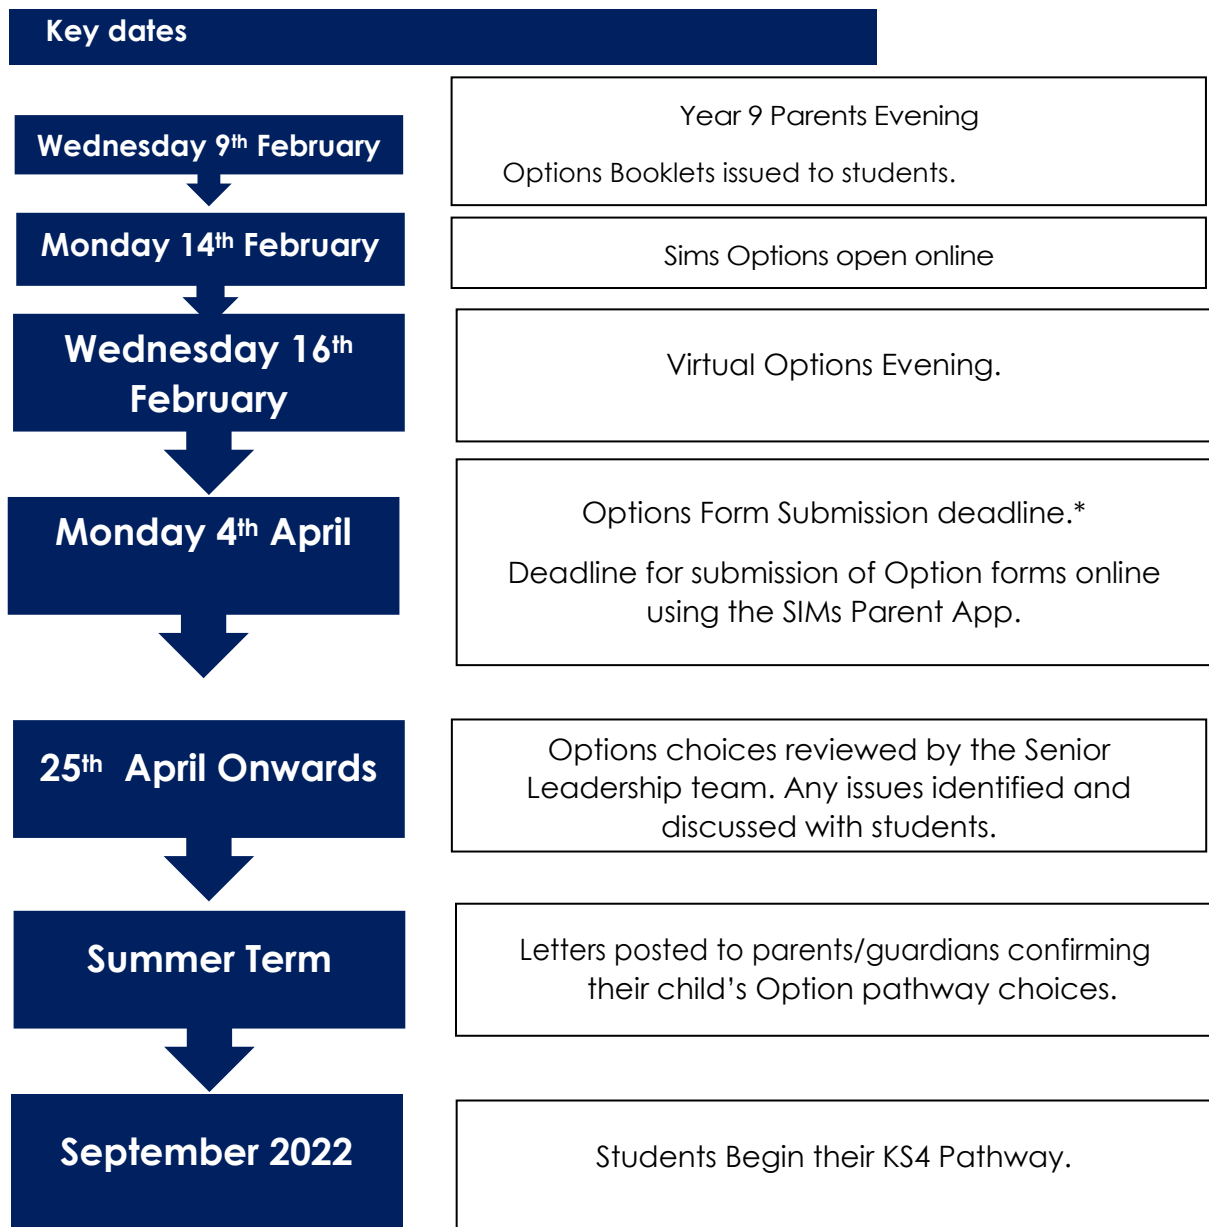 Key dates
Wednesday 9th February
Year 9 Parents Evening
Options Booklets issued to students.
Monday 14th February
Sims Options open online
Wednesday 16th
February
Virtual Options Evening.
Monday 4th April
Options Form Submission deadline.*
Deadline for submission of Option forms online
using the SIMs Parent App.
25th April Onwards
Options choices reviewed by the Senior
Leadership team. Any issues identified and
discussed with students.
Summer Term
Letters posted to parents/guardians confirming
their child’s Option pathway choices.
September 2022
Students Begin their KS4 Pathway.